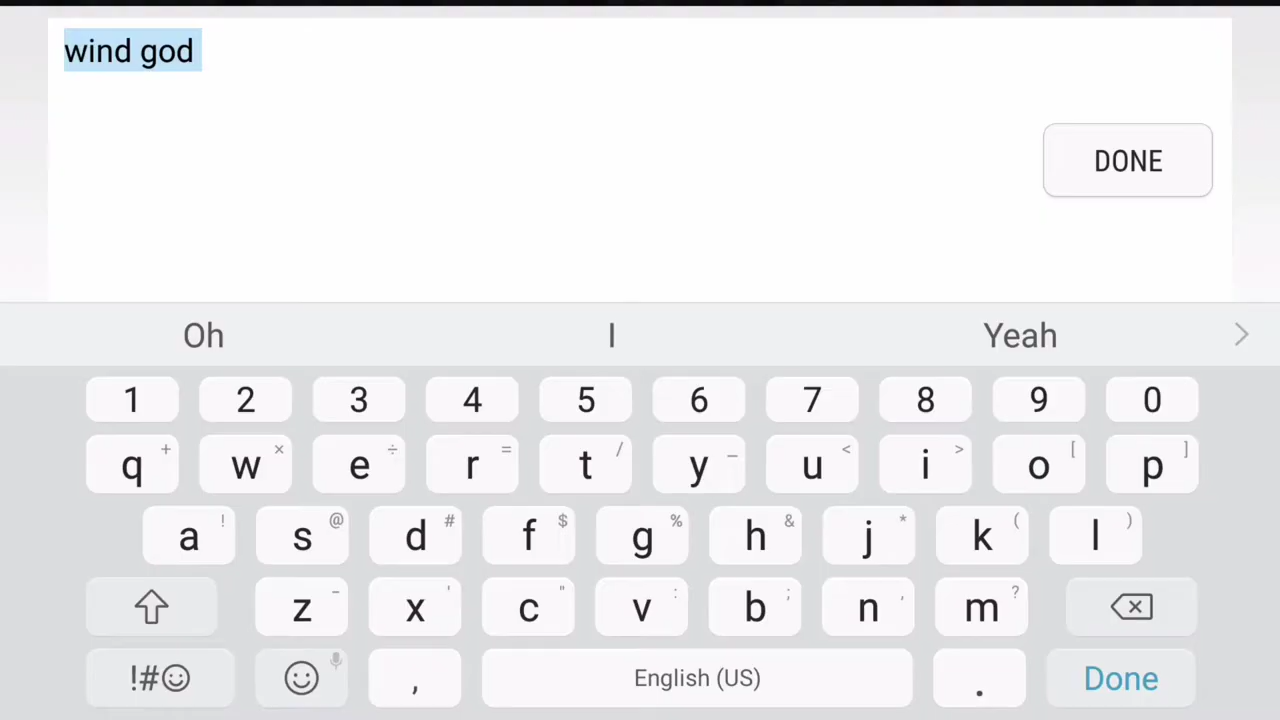 wind god
DONE
Oh I Yeah
1 2 3 4 5 6 7 8 9 0
q + w × e ÷ r = t / y _ u < i > o [ p ]
a ! s @ d # f $ g % h & j * k ( l )
z - x ' c " v : b ; n , m ?
!#☺ , English (US) . Done